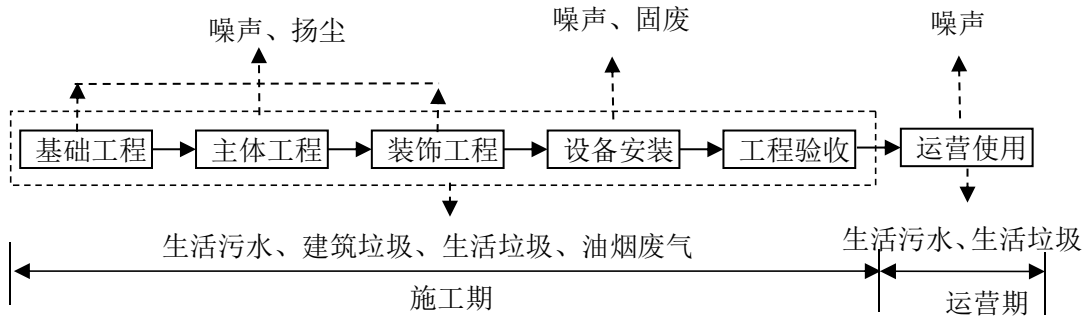 噪声、扬尘
噪声、固废
噪声
基础工程
主体工程
装饰工程
设备安装
工程验收
运营使用
生活污水、建筑垃圾、生活垃圾、油烟废气
生活污水、生活垃圾
施工期
运营期